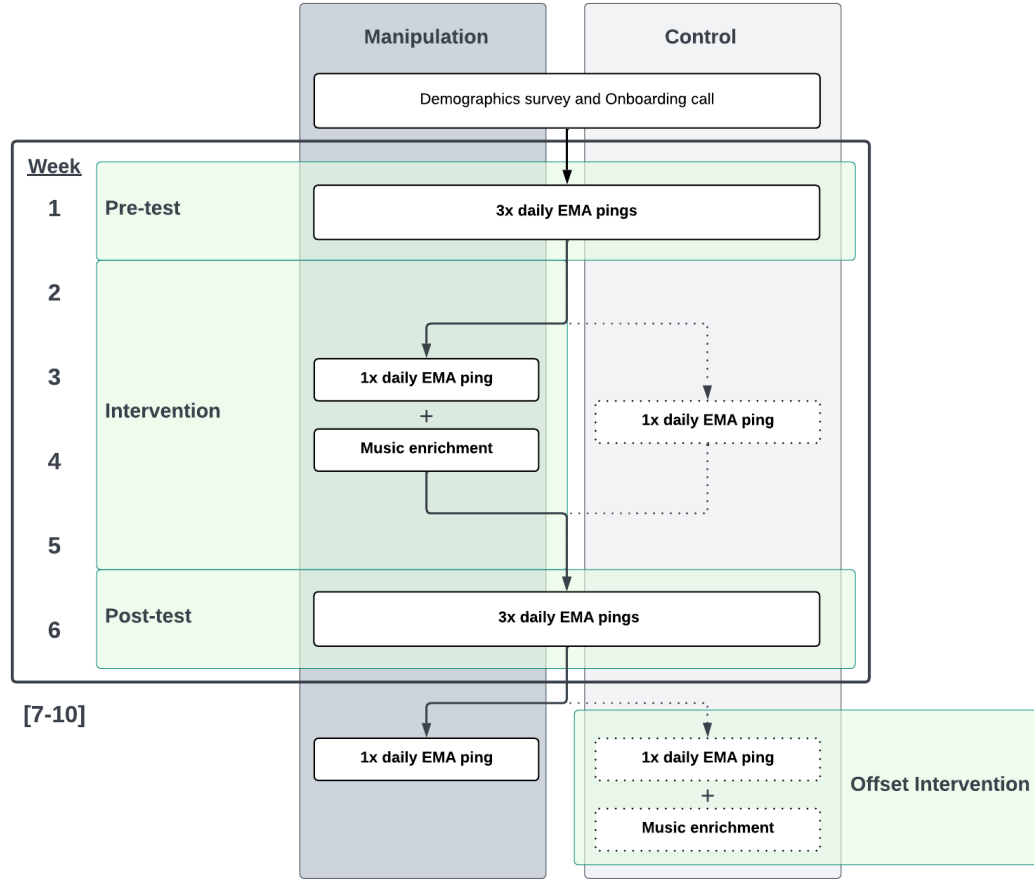 Manipulation
Control
Demographics survey and Onboarding call
Week
1
Pre-test
3x daily EMA pings
2
3
1x daily EMA ping
Intervention
+
1x daily EMA ping
Music enrichment
4
5
Post-test
3x daily EMA pings
6
[7-10]
1x daily EMA ping
1x daily EMA ping
Offset Intervention
+
Music enrichment